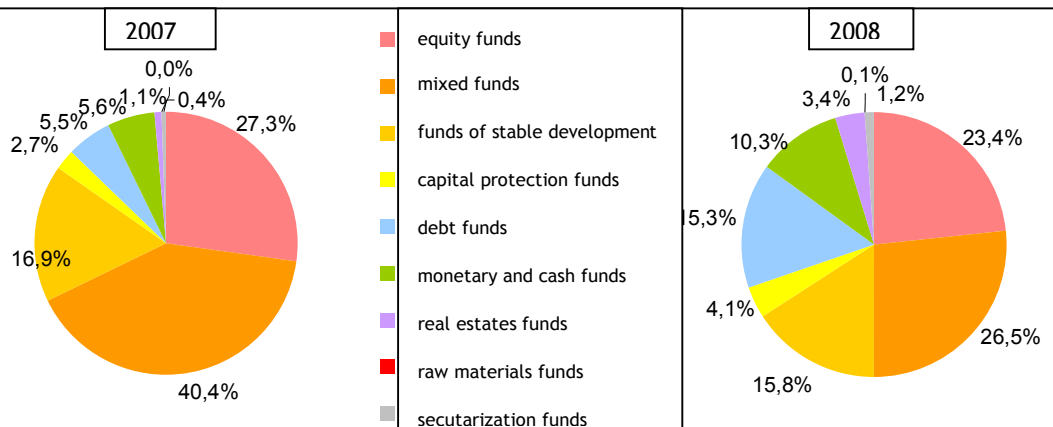 2007
0,0%
1,1%
0,4%
5,6%
5,5%
2,7%
27,3%
16,9%
40,4%
equity funds
mixed funds
funds of stable development
capital protection funds
debt funds
monetary and cash funds
real estates funds
raw materials funds
secutarization funds
2008
0,1%
3,4%
1,2%
10,3%
23,4%
15,3%
4,1%
26,5%
15,8%